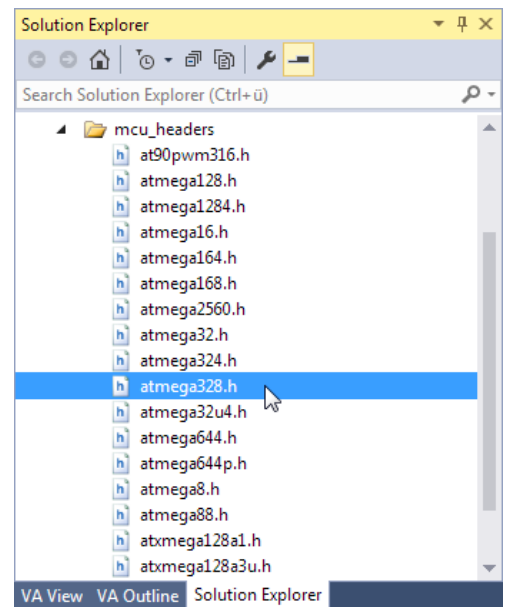 Solution Explorer
Search Solution Explorer (Ctrl+ü)
mcu_headers
h at90pwm316.h
h atmega128.h
h atmega1284.h
h atmega16.h
h atmega164.h
h atmega168.h
h atmega2560.h
h atmega32.h
h atmega324.h
h atmega328.h
h atmega32u4.h
h atmega644.h
h atmega644p.h
h atmega8.h
h atmega88.h
h atxmega128a1.h
h atxmega128a3u.h
VA View VA Outline Solution Explorer